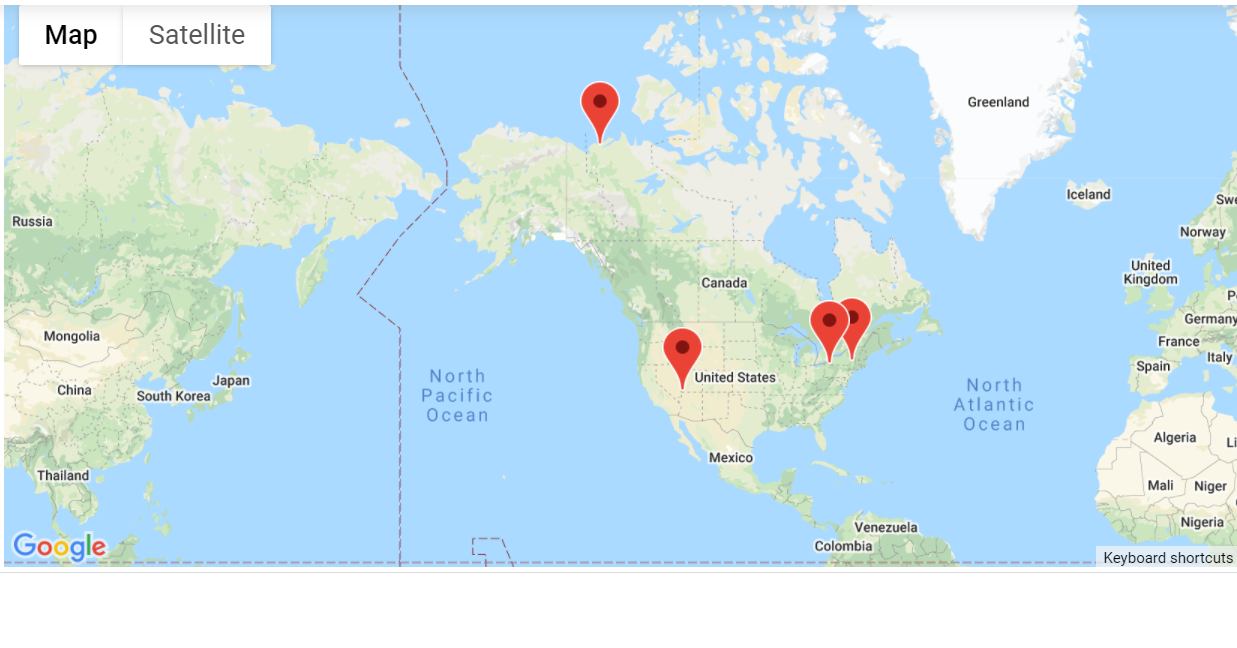 Map
Satellite
Greenland
Iceland
Swe
Russia
Norway
United
Kingdom
Canada
P
Germany
Mongolia
France
Italy
Spain
China
Japan
South Korea
United States
North
Pacific
Ocean
North
Atlantic
Ocean
Algeria
Li
Mexico
Thailand
Mali
Niger
Nigeria
Venezuela
Colombia
Google
Keyboard shortcuts